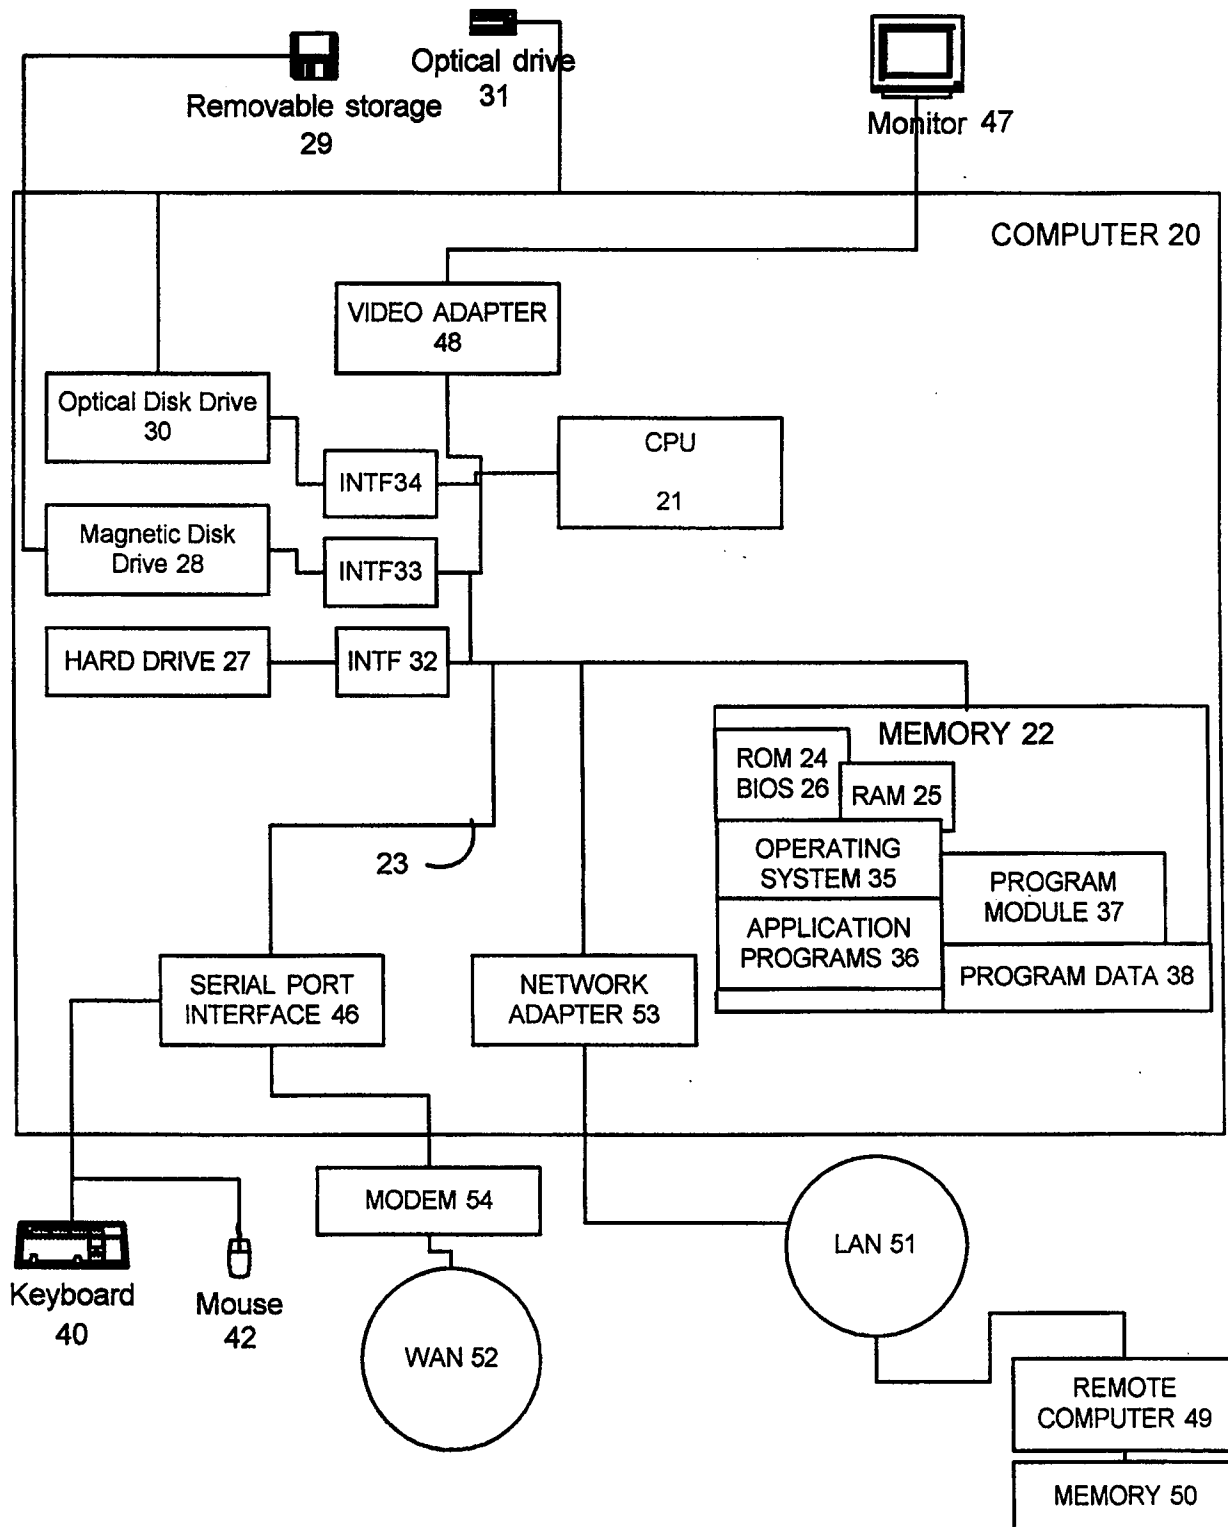 Optical drive
31
Removable storage
29
Monitor 47
COMPUTER 20
VIDEO ADAPTER
48
Optical Disk Drive
30
CPU
21
INTF34
Magnetic Disk
Drive 28
INTF33
HARD DRIVE 27
INTF 32
MEMORY 22
ROM 24
BIOS 26
RAM 25
OPERATING
SYSTEM 35
23
PROGRAM
MODULE 37
APPLICATION
PROGRAMS 36
PROGRAM DATA 38
SERIAL PORT
INTERFACE 46
NETWORK
ADAPTER 53
MODEM 54
LAN 51
Keyboard
40
Mouse
42
WAN 52
REMOTE
COMPUTER 49
MEMORY 50